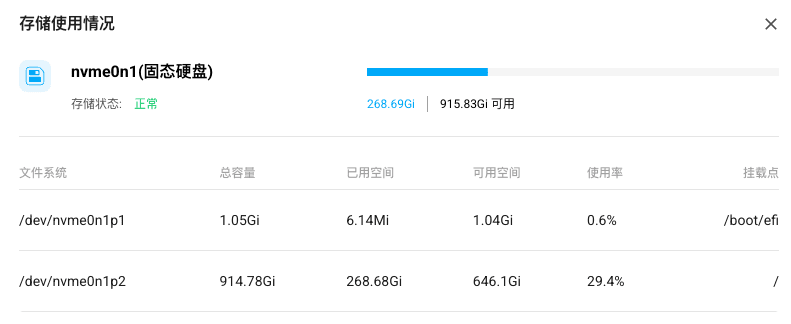 存储使用情况
nvme0n1(固态硬盘)
存储状态: 正常
268.69Gi 915.83Gi 可用
文件系统 总容量 已用空间 可用空间 使用率 挂载点
/dev/nvme0n1p1 1.05Gi 6.14Mi 1.04Gi 0.6% /boot/efi
/dev/nvme0n1p2 914.78Gi 268.68Gi 646.1Gi 29.4% /